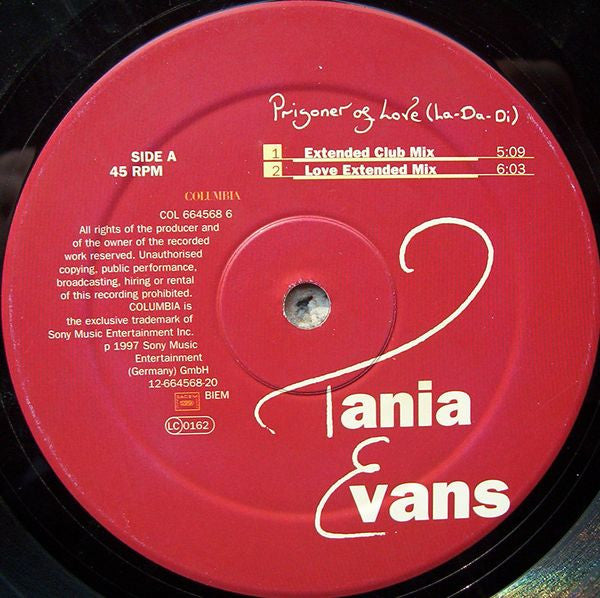 Prisoner of Love (La-Da-Di)
SIDE A
45 RPM
1 Extended Club Mix 5:09
2 Love Extended Mix 6:03
COLUMBIA
COL 664568 6
All rights of the producer and
of the owner of the recorded
work reserved. Unauthorised
copying, public performance,
broadcasting, hiring or rental
of this recording prohibited.
COLUMBIA is
the exclusive trademark of
Sony Music Entertainment Inc.
p 1997 Sony Music
Entertainment
(Germany) GmbH
12-664568-20
SACEM
BIEM
LC 0162
Tania
Evans